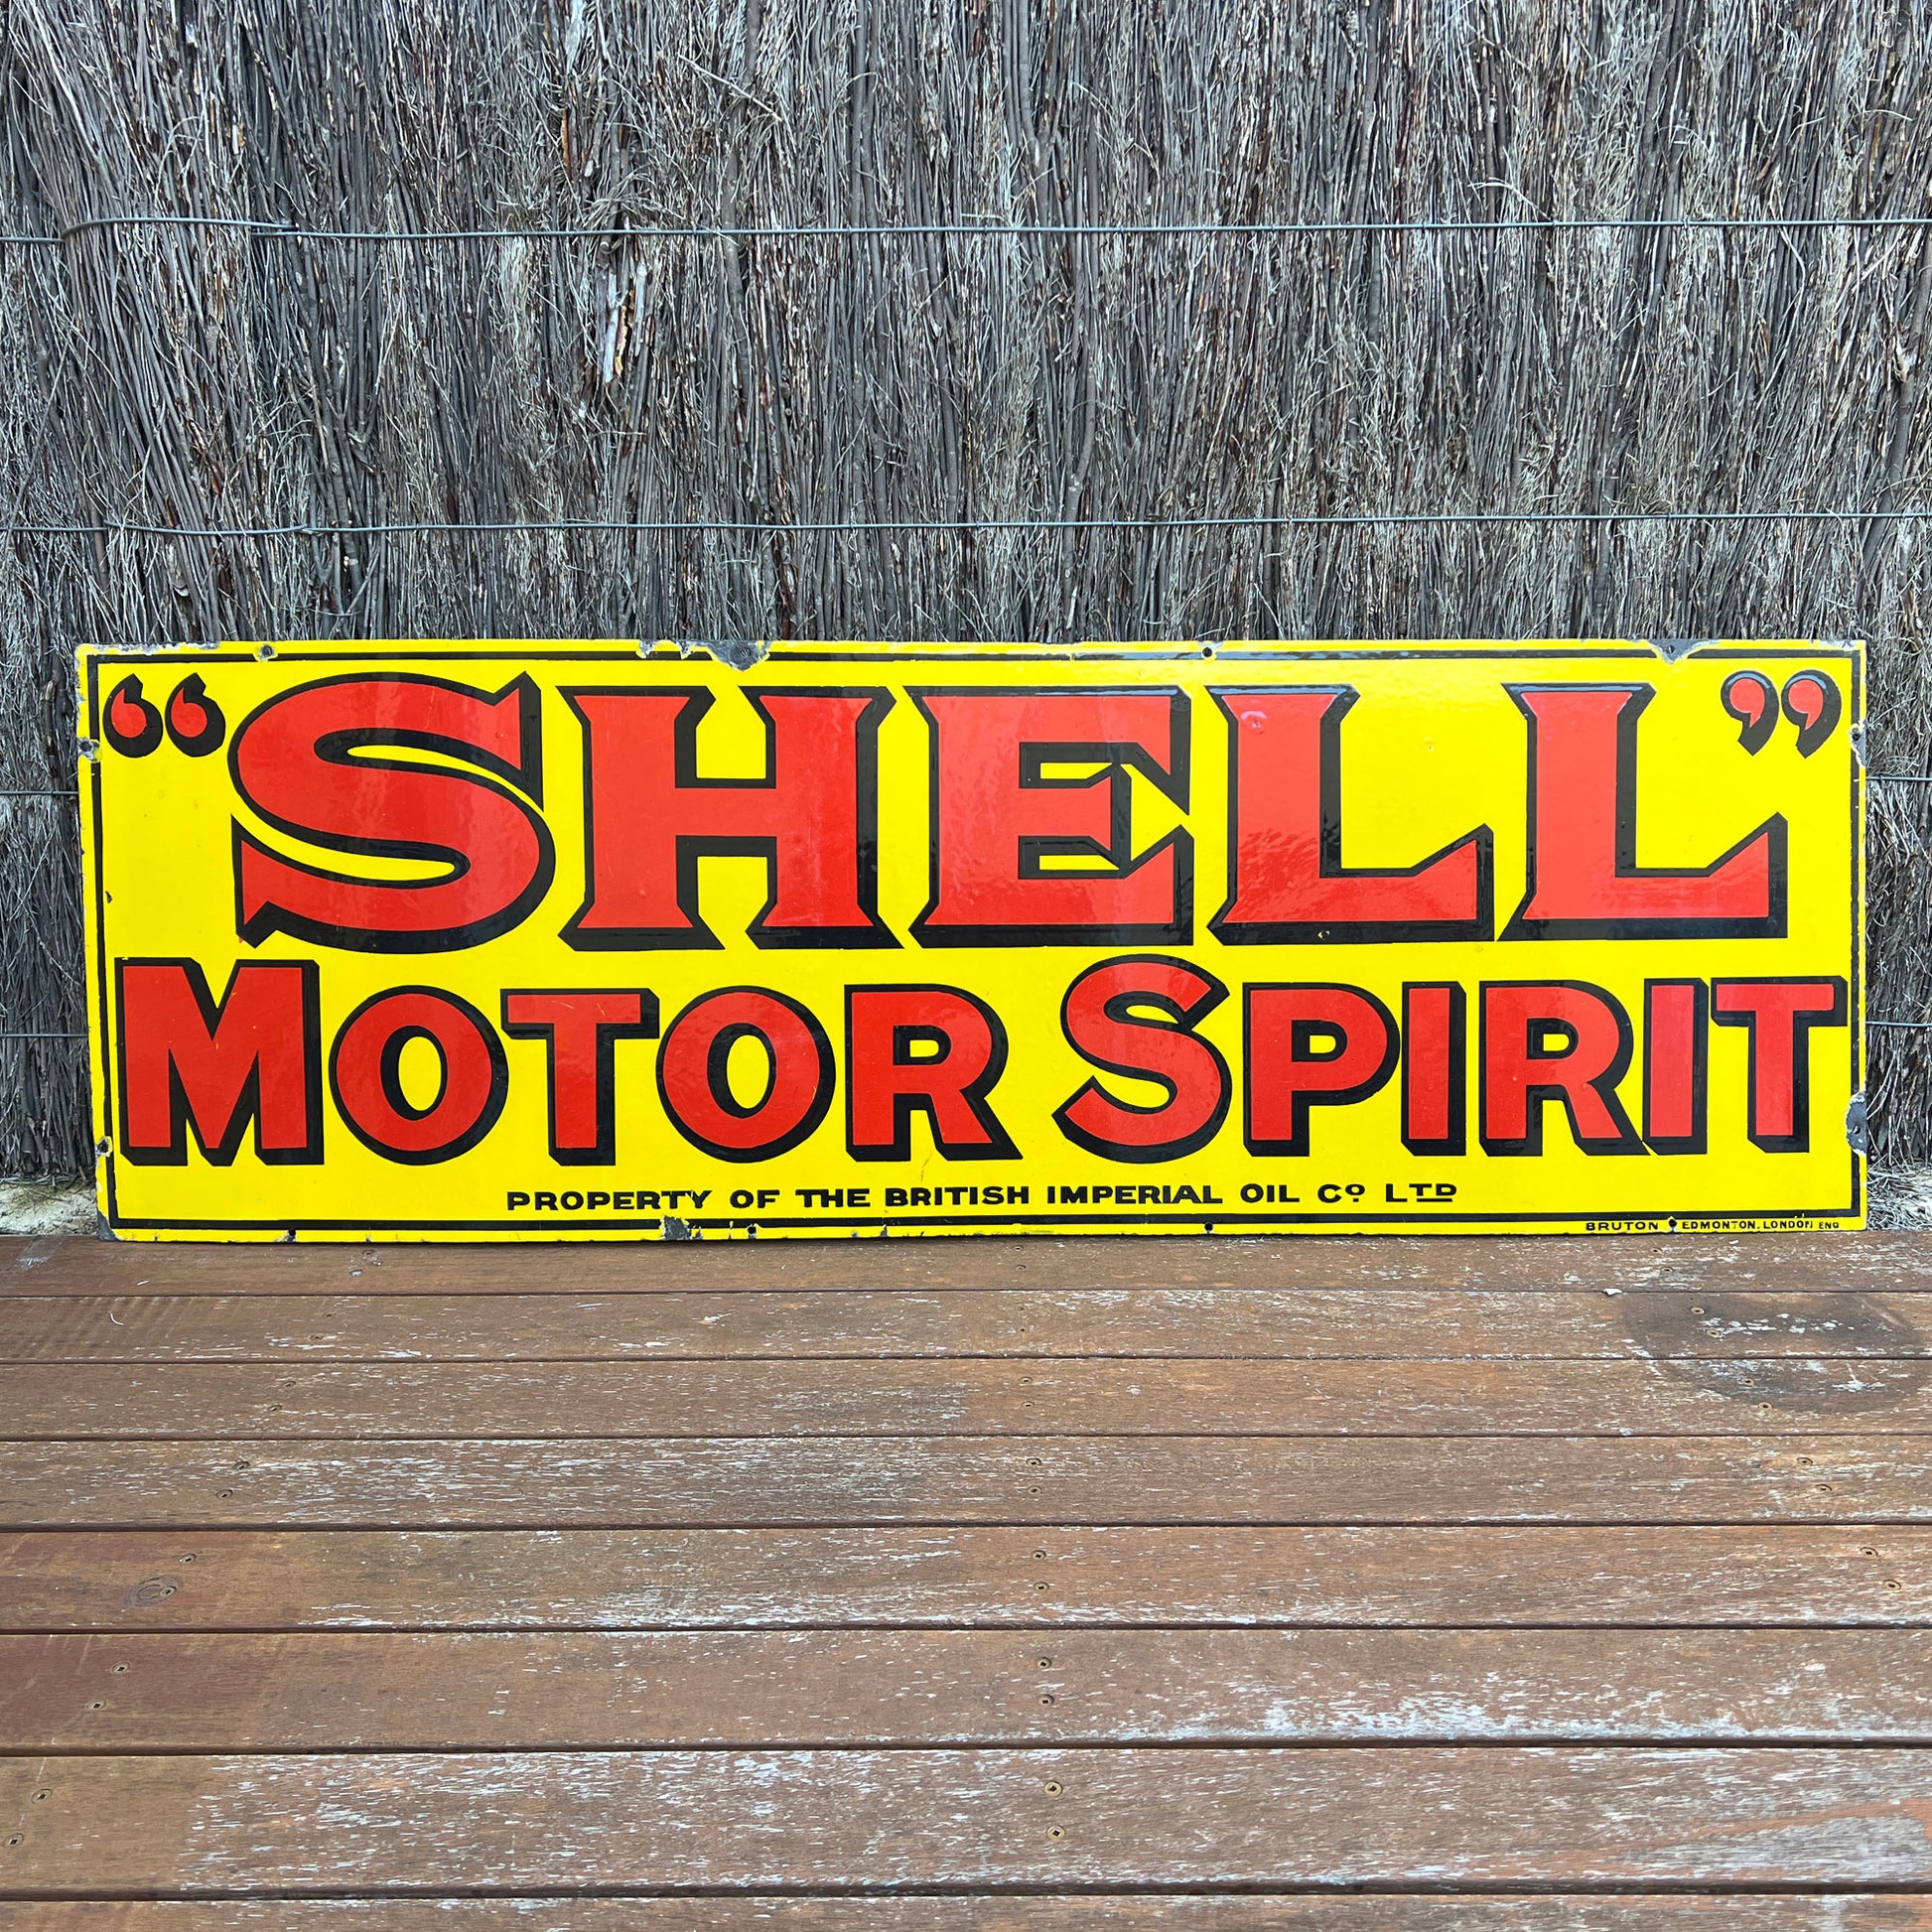 “SHELL”
MOTOR SPIRIT
PROPERTY OF THE BRITISH IMPERIAL OIL Cº LTD
BRUTON EDMONTON, LONDON ENG